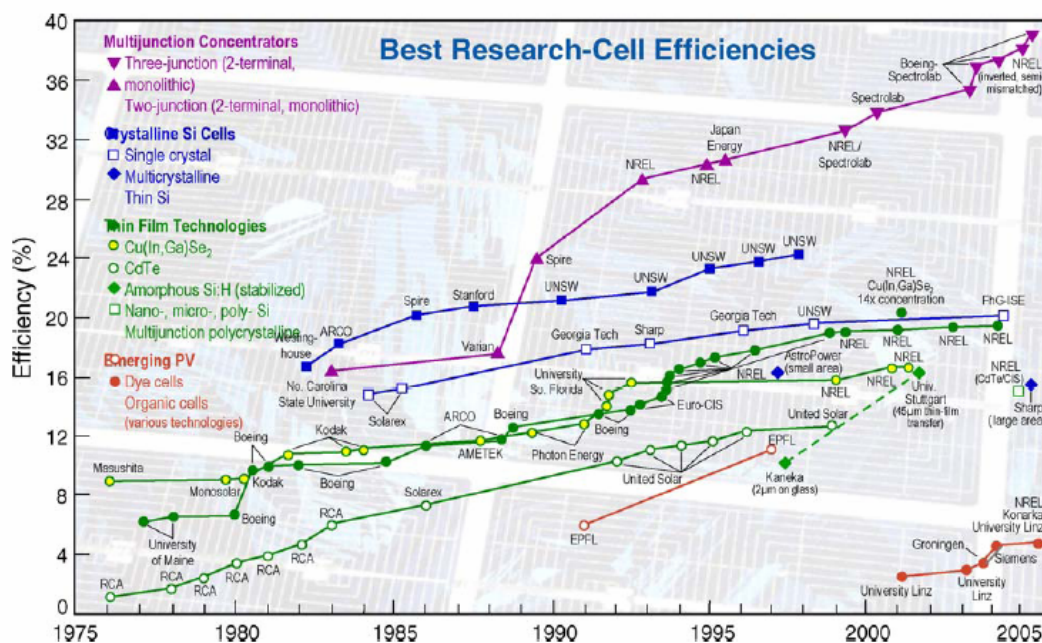 Best Research-Cell Efficiencies
Efficiency (%)
40
36
32
28
24
20
16
12
8
4
0
1975
1980
1985
1990
1995
2000
2005
Multijunction Concentrators
Three-junction (2-terminal,
monolithic)
Two-junction (2-terminal, monolithic)
Crystalline Si Cells
Single crystal
Multicrystalline
Thin Si
Thin Film Technologies
Cu(In,Ga)Se₂
CdTe
Amorphous Si:H (stabilized)
Nano-, micro-, poly- Si
Multijunction polycrystalline
Emerging PV
Dye cells
Organic cells
(various technologies)
Boeing-
Spectrolab
NREL
(inverted, semi-
mismatched)
Spectrolab
NREL/
Spectrolab
Japan
Energy
NREL
NREL
Spire
Varian
No. Carolina
State University
Westing-
house
ARCO
Spire
Stanford
UNSW
UNSW
UNSW
UNSW
UNSW
Solarex
Georgia Tech
Sharp
Georgia Tech
UNSW
FhG-ISE
NREL
Cu(In,Ga)Se₂
14x concentration
NREL
NREL
NREL
NREL
AstroPower
(small area)
NREL
NREL
NREL
NREL
Univ.
Stuttgart
(45μm thin-film
transfer)
NREL
(CdTe/CIS)
Sharp
(large area)
University
So. Florida
Euro-CIS
Boeing
ARCO
Boeing
AMETEK
Photon Energy
Kodak
Boeing
Kodak
Boeing
Masushita
Monosolar
Boeing
University
of Maine
United Solar
United Solar
EPFL
EPFL
Kaneka
(2μm on glass)
Solarex
RCA
RCA
RCA
RCA
RCA
RCA
RCA
NREL
Konarka
University Linz
Groningen
Siemens
University
Linz
University Linz